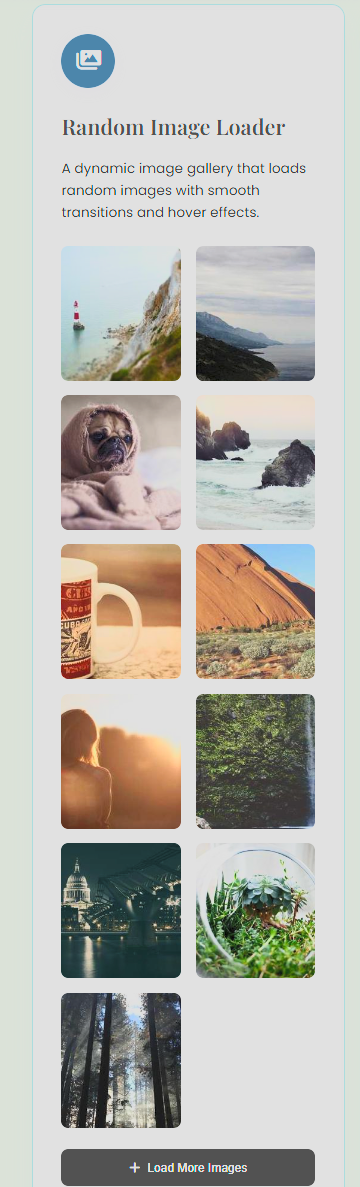 Random Image Loader
A dynamic image gallery that loads
random images with smooth
transitions and hover effects.
Load More Images